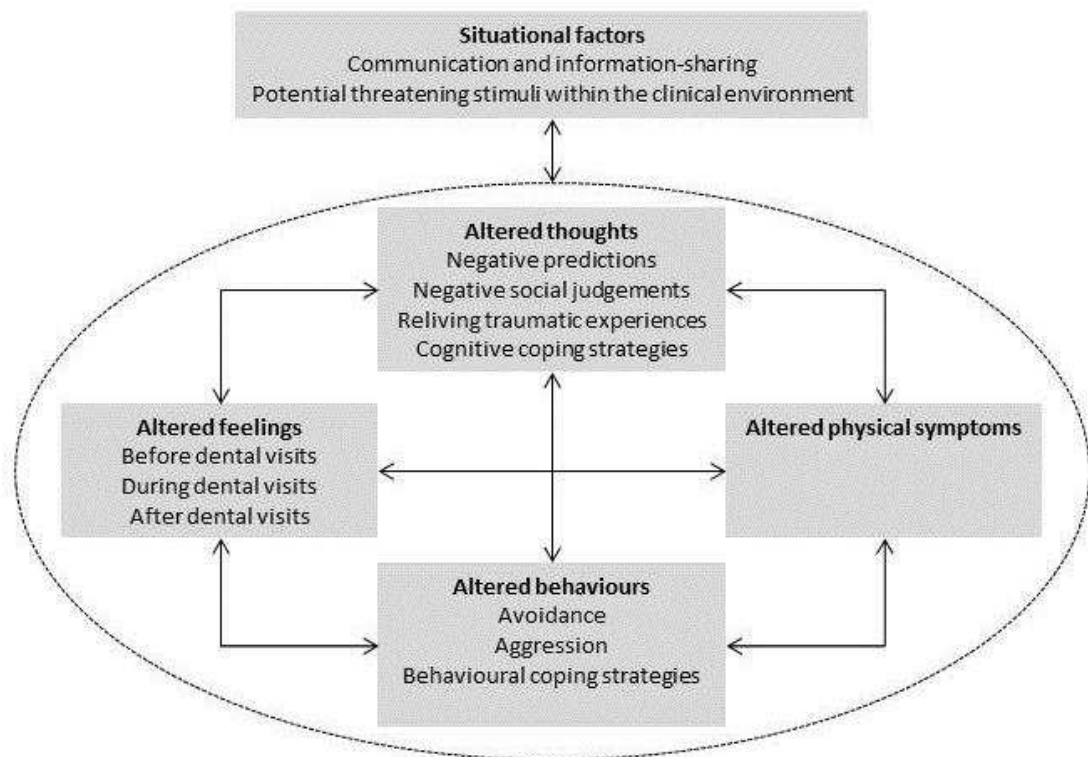 Situational factors
Communication and information-sharing
Potential threatening stimuli within the clinical environment
Altered thoughts
Negative predictions
Negative social judgements
Reliving traumatic experiences
Cognitive coping strategies
Altered feelings
Before dental visits
During dental visits
After dental visits
Altered physical symptoms
Altered behaviours
Avoidance
Aggression
Behavioural coping strategies